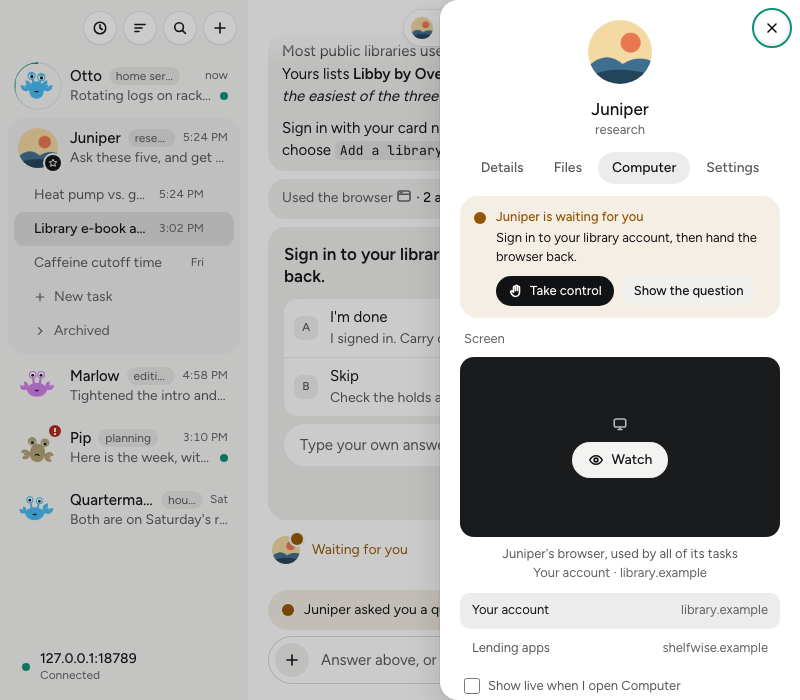 Otto home ser... now
Rotating logs on rack...
Juniper rese... 5:24 PM
Ask these five, and get ...
Heat pump vs. g... 5:24 PM
Library e-book a... 3:02 PM
Caffeine cutoff time Fri
New task
Archived
Marlow editi... 4:58 PM
Tightened the intro and...
Pip planning 3:10 PM
Here is the week, wit...
Quarterma... hou... Sat
Both are on Saturday's r...
127.0.0.1:18789
Connected
Most public libraries use
Yours lists Libby by Ove
the easiest of the three
Sign in with your card n
choose Add a library
Used the browser · 2 a
Sign in to your librar
back.
A I'm done
I signed in. Carry o
B Skip
Check the holds a
Type your own answe
Waiting for you
Juniper asked you a q
Answer above, or
Juniper
research
Details Files Computer Settings
Juniper is waiting for you
Sign in to your library account, then hand the
browser back.
Take control Show the question
Screen
Watch
Juniper's browser, used by all of its tasks
Your account · library.example
Your account library.example
Lending apps shelfwise.example
Show live when I open Computer